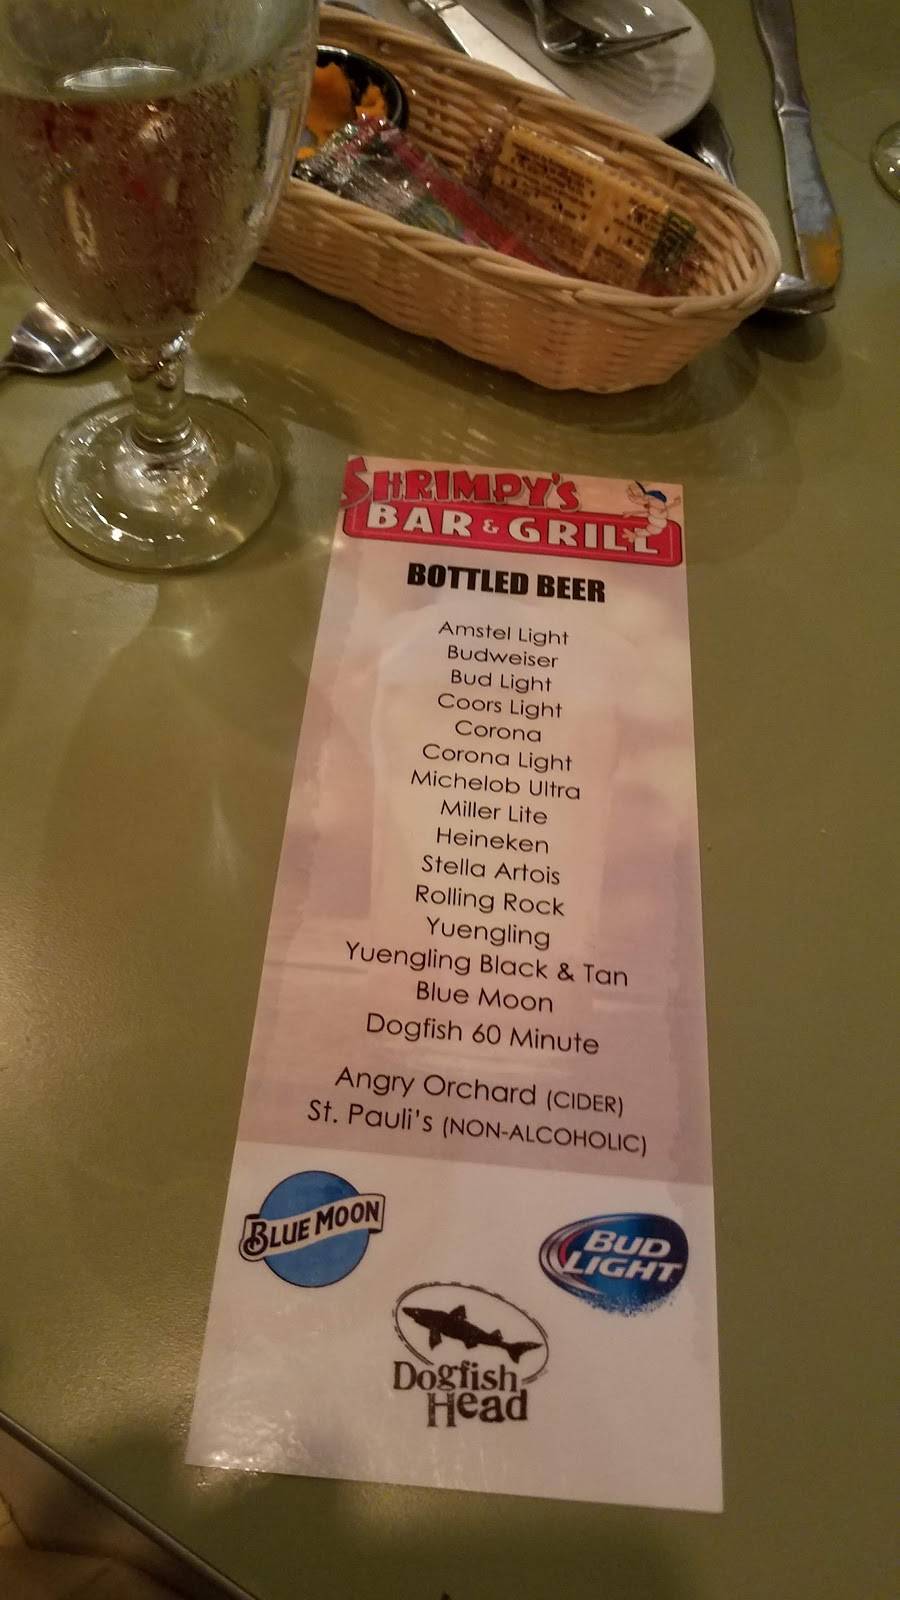 SHRIMPY'S
BAR & GRILL
BOTTLED BEER
Amstel Light
Budweiser
Bud Light
Coors Light
Corona
Corona Light
Michelob Ultra
Miller Lite
Heineken
Stella Artois
Rolling Rock
Yuengling
Yuengling Black & Tan
Blue Moon
Dogfish 60 Minute
Angry Orchard (CIDER)
St. Pauli's (NON-ALCOHOLIC)
BLUE MOON
BUD
LIGHT
Dogfish
Head